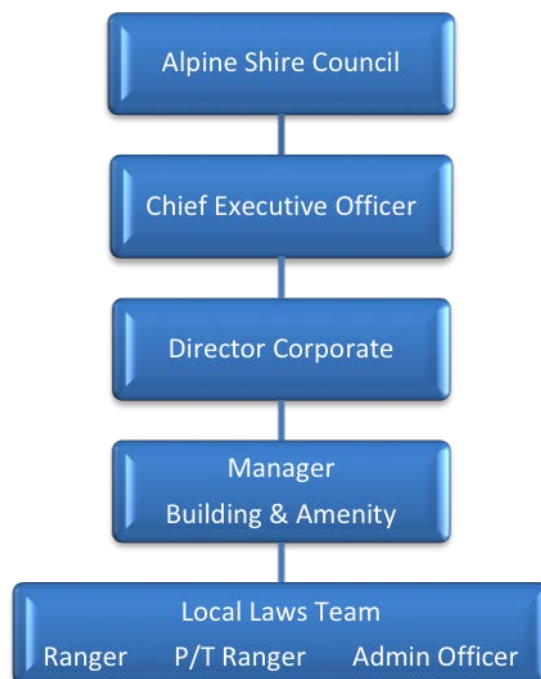 Alpine Shire Council
Chief Executive Officer
Director Corporate
Manager
Building & Amenity
Local Laws Team
Ranger P/T Ranger Admin Officer